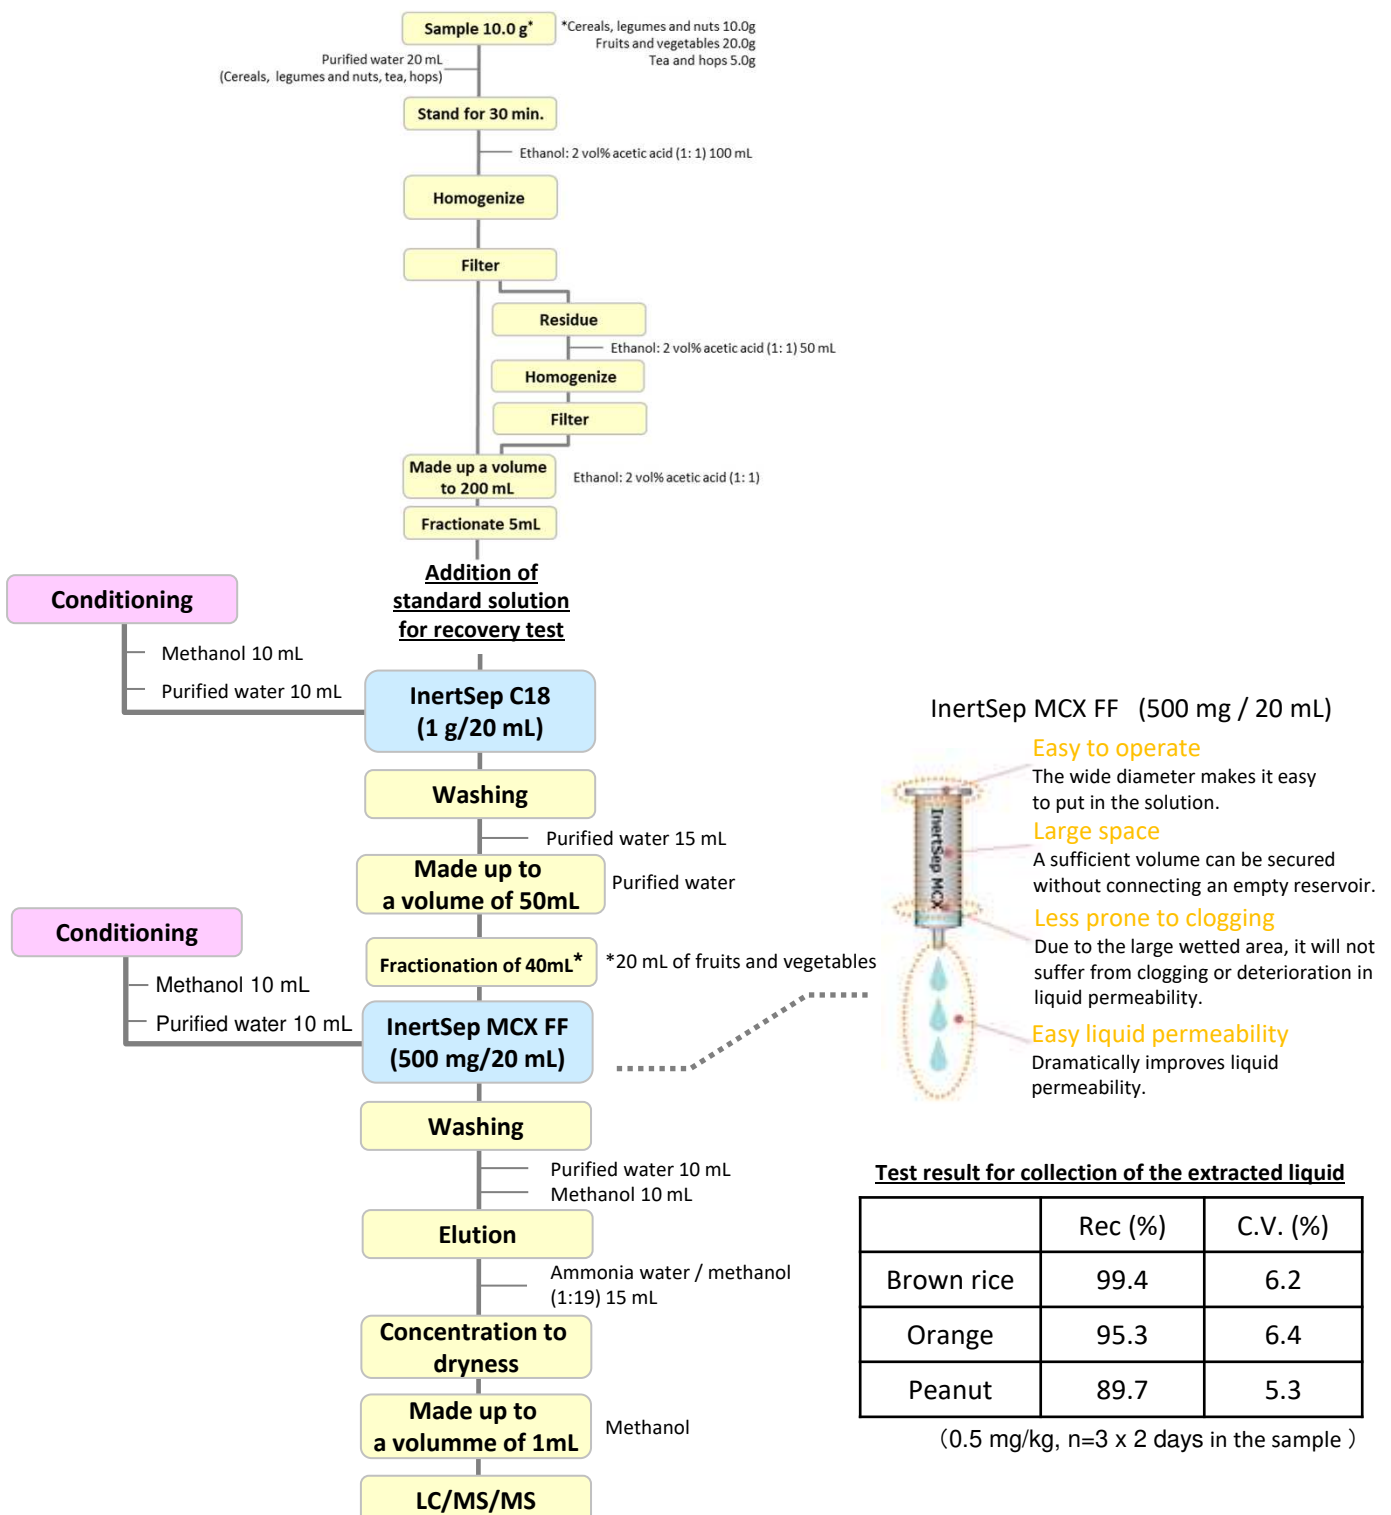 Sample 10.0 g*
*Cereals, legumes and nuts 10.0g
Fruits and vegetables 20.0g
Tea and hops 5.0g
Purified water 20 mL
(Cereals, legumes and nuts, tea, hops)
Stand for 30 min.
Ethanol: 2 vol% acetic acid (1: 1) 100 mL
Homogenize
Filter
Residue
Ethanol: 2 vol% acetic acid (1: 1) 50 mL
Homogenize
Filter
Made up a volume
to 200 mL
Ethanol: 2 vol% acetic acid (1: 1)
Fractionate 5mL
Addition of
standard solution
for recovery test
Conditioning
Methanol 10 mL
Purified water 10 mL
InertSep C18
(1 g/20 mL)
Washing
Purified water 15 mL
Made up to
a volume of 50mL
Purified water
Conditioning
Methanol 10 mL
Purified water 10 mL
Fractionation of 40mL*
*20 mL of fruits and vegetables
InertSep MCX FF
(500 mg/20 mL)
Washing
Purified water 10 mL
Methanol 10 mL
Elution
Ammonia water / methanol
(1:19) 15 mL
Concentration to
dryness
Made up to
a volumme of 1mL
Methanol
LC/MS/MS
InertSep MCX FF (500 mg / 20 mL)
InertSep MCX
Easy to operate
The wide diameter makes it easy
to put in the solution.
Large space
A sufficient volume can be secured
without connecting an empty reservoir.
Less prone to clogging
Due to the large wetted area, it will not
suffer from clogging or deterioration in
liquid permeability.
Easy liquid permeability
Dramatically improves liquid
permeability.
Test result for collection of the extracted liquid
Rec (%) C.V. (%)
Brown rice 99.4 6.2
Orange 95.3 6.4
Peanut 89.7 5.3
（0.5 mg/kg, n=3 x 2 days in the sample ）